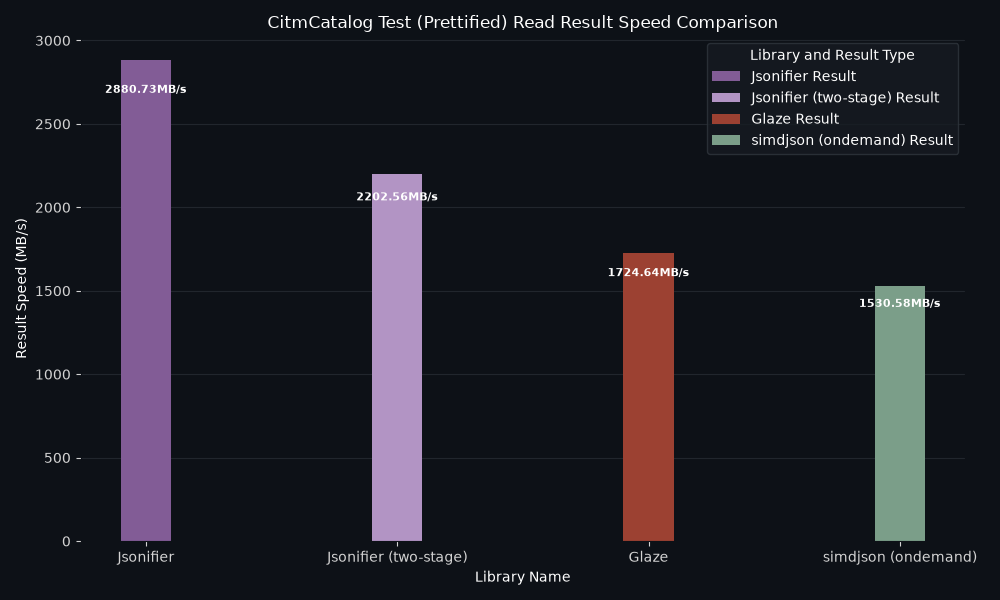 CitmCatalog Test (Prettified) Read Result Speed Comparison
Library and Result Type
Jsonifier Result
Jsonifier (two-stage) Result
Glaze Result
simdjson (ondemand) Result
Result Speed (MB/s)
3000
2500
2000
1500
1000
500
0
2880.73MB/s
2202.56MB/s
1724.64MB/s
1530.58MB/s
Jsonifier
Jsonifier (two-stage)
Glaze
simdjson (ondemand)
Library Name